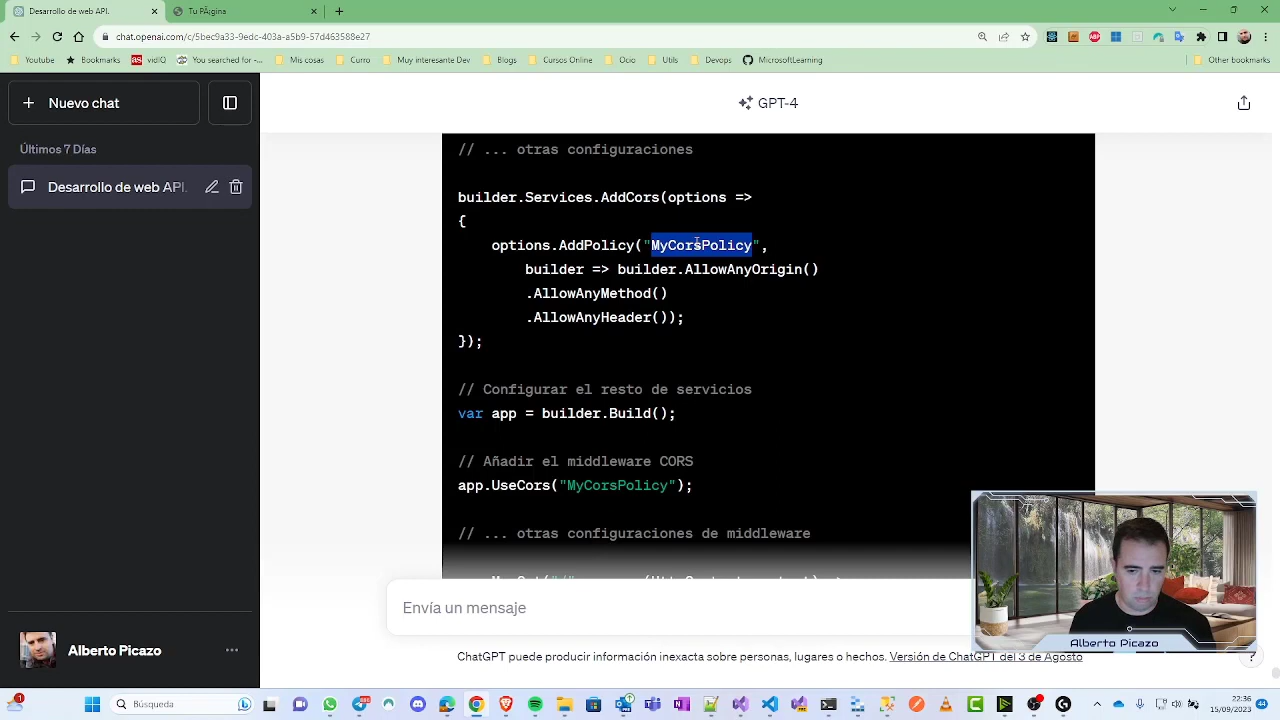 Desarrollo de web API.
Tu Página
chat.openai.com/c/5bec9a33-9edc-403a-a5b9-57d463588e27
Youtube
Bookmarks
vidIQ
You searched for –...
Mis cosas
Curro
Muy interesante Dev
Blogs
Cursos Online
Ocio
Utils
Devops
MicrosoftLearning
Other bookmarks
Nuevo chat
GPT-4
Últimos 7 Días
Desarrollo de web API.
// ... otras configuraciones
builder.Services.AddCors(options =>
{
options.AddPolicy("MyCorsPolicy",
builder => builder.AllowAnyOrigin()
.AllowAnyMethod()
.AllowAnyHeader());
});
// Configurar el resto de servicios
var app = builder.Build();
// Añadir el middleware CORS
app.UseCors("MyCorsPolicy");
// ... otras configuraciones de middleware
Envía un mensaje
Alberto Picazo
Alberto Picazo
ChatGPT puede producir información inexacta sobre personas, lugares o hechos. Versión de ChatGPT del 3 de Agosto
?
Búsqueda
22:36
15/09/2023